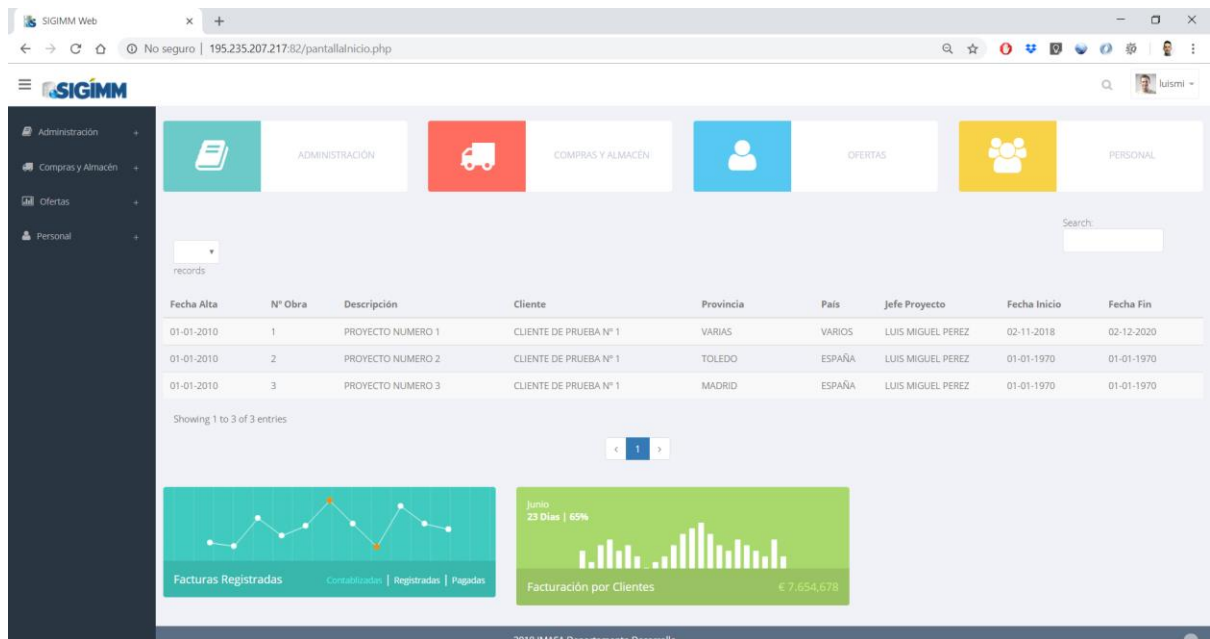 SIGIMM Web
No seguro | 195.235.207.217:82/pantallaInicio.php
SIGÍMM
luismi
Administración +
Compras y Almacén +
Ofertas +
Personal +
ADMINISTRACIÓN
COMPRAS Y ALMACÉN
OFERTAS
PERSONAL
Search:
records
Fecha Alta Nº Obra Descripción Cliente Provincia País Jefe Proyecto Fecha Inicio Fecha Fin
01-01-2010 1 PROYECTO NUMERO 1 CLIENTE DE PRUEBA Nº 1 VARIAS VARIOS LUIS MIGUEL PEREZ 02-11-2018 02-12-2020
01-01-2010 2 PROYECTO NUMERO 2 CLIENTE DE PRUEBA Nº 1 TOLEDO ESPAÑA LUIS MIGUEL PEREZ 01-01-1970 01-01-1970
01-01-2010 3 PROYECTO NUMERO 3 CLIENTE DE PRUEBA Nº 1 MADRID ESPAÑA LUIS MIGUEL PEREZ 01-01-1970 01-01-1970
Showing 1 to 3 of 3 entries
< 1 >
Facturas Registradas
Contabilizadas | Registradas | Pagadas
Junio
23 Dias | 65%
Facturación por Clientes
€ 7.654,678